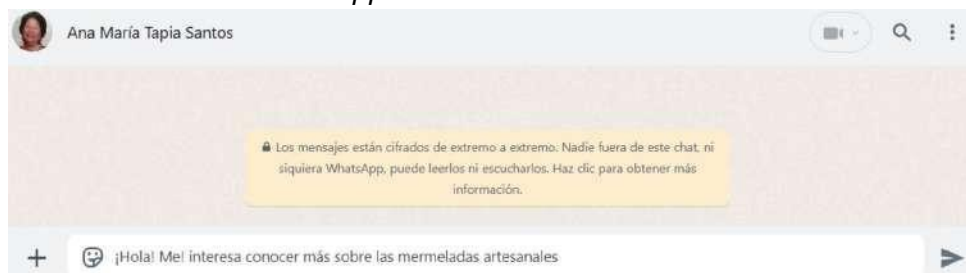 pp
Ana María Tapia Santos
Los mensajes están cifrados de extremo a extremo. Nadie fuera de este chat, ni
siquiera WhatsApp, puede leerlos ni escucharlos. Haz clic para obtener más
información.
¡Hola! Me! interesa conocer más sobre las mermeladas artesanales